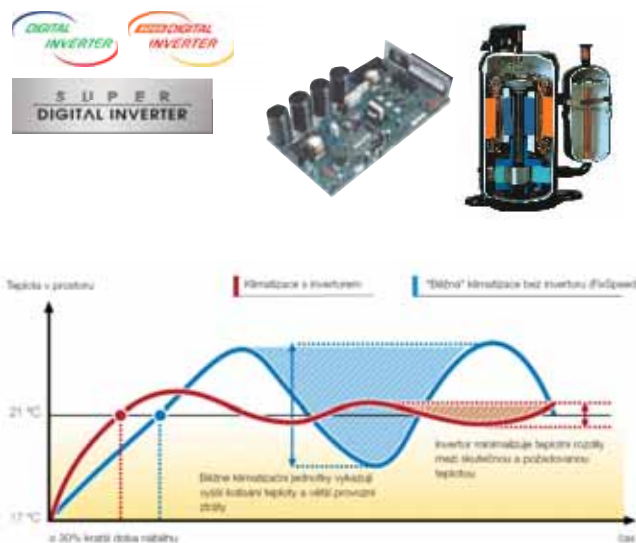 DIGITAL
INVERTER
DIGITAL
INVERTER
SUPER
DIGITAL INVERTER
Teplota v prostoru
Klimatizace s invertorem
"Běžná" klimatizace bez invertoru (FixSpeed)
21 °C
Běžné klimatizační jednotky vykazují
vyšší kolísání teploty a větší provozní
ztráty
Invertor minimalizuje teplotní rozdíly
mezi skutečnou a požadovanou
teplotou
17 °C
o 30% kratší doba náběhu
čas